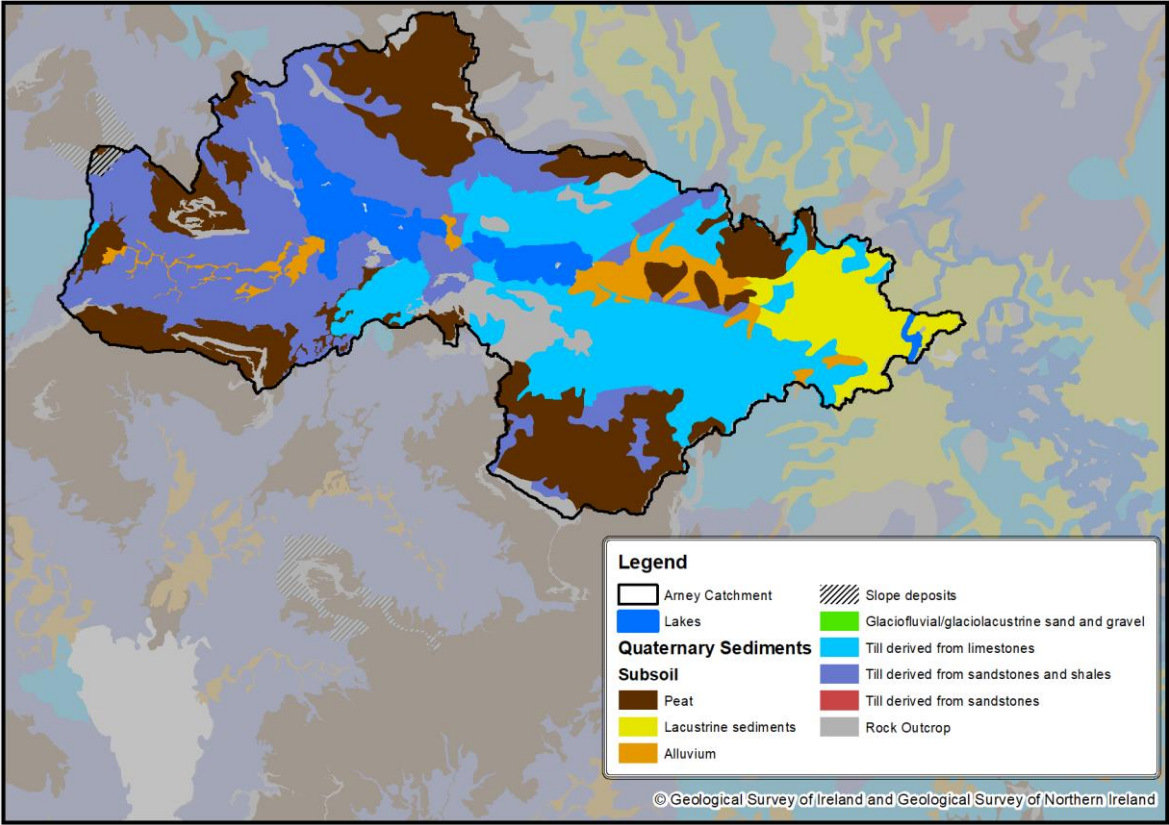 Legend
Arney Catchment
Lakes
Quaternary Sediments
Subsoil
Peat
Lacustrine sediments
Alluvium
Slope deposits
Glaciofluvial/glaciolacustrine sand and gravel
Till derived from limestones
Till derived from sandstones and shales
Till derived from sandstones
Rock Outcrop
© Geological Survey of Ireland and Geological Survey of Northern Ireland